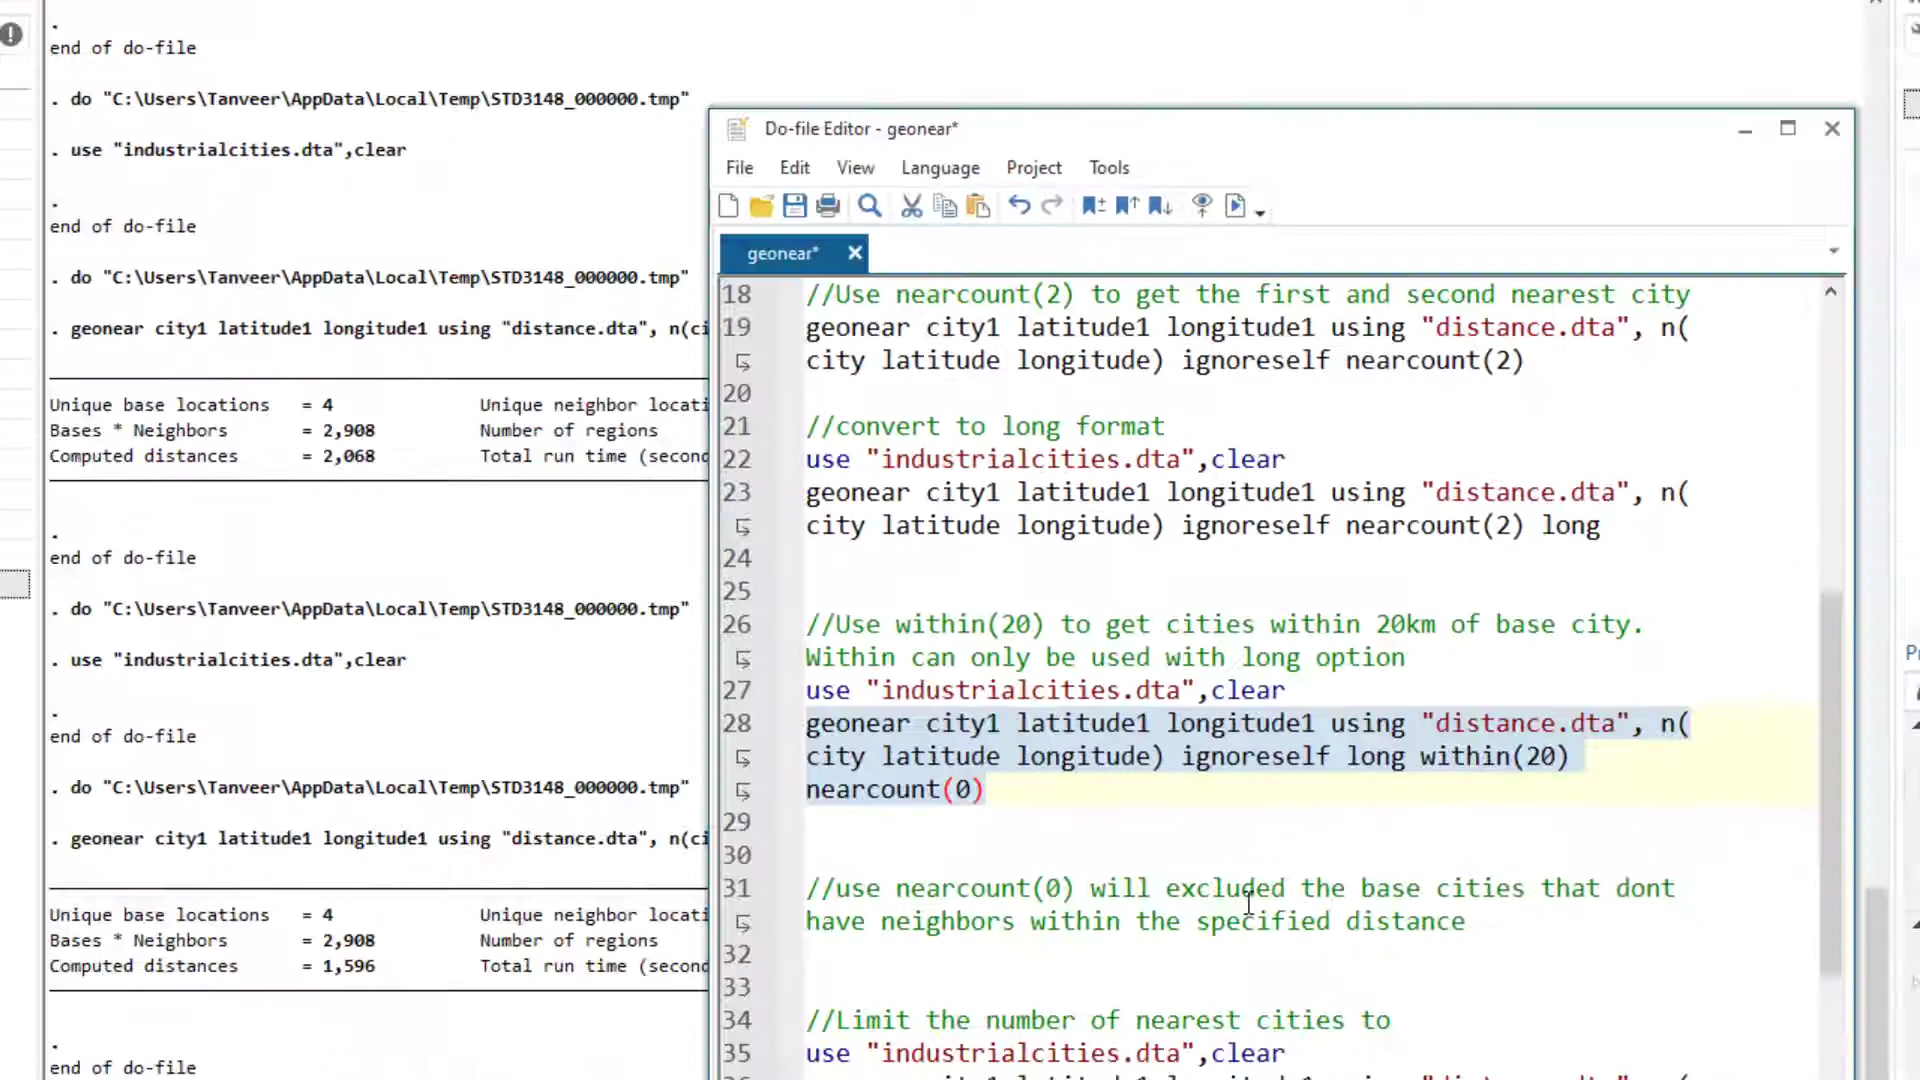 .
end of do-file
. do "C:\Users\Tanveer\AppData\Local\Temp\STD3148_000000.tmp"
. use "industrialcities.dta",clear
.
end of do-file
. do "C:\Users\Tanveer\AppData\Local\Temp\STD3148_000000.tmp"
. geonear city1 latitude1 longitude1 using "distance.dta", n(ci
Unique base locations = 4 Unique neighbor locati
Bases * Neighbors = 2,908 Number of regions
Computed distances = 2,068 Total run time (second
.
end of do-file
. do "C:\Users\Tanveer\AppData\Local\Temp\STD3148_000000.tmp"
. use "industrialcities.dta",clear
.
end of do-file
. do "C:\Users\Tanveer\AppData\Local\Temp\STD3148_000000.tmp"
. geonear city1 latitude1 longitude1 using "distance.dta", n(ci
Unique base locations = 4 Unique neighbor locati
Bases * Neighbors = 2,908 Number of regions
Computed distances = 1,596 Total run time (second
.
end of do-file
Do-file Editor - geonear*
File Edit View Language Project Tools
geonear*
18 //Use nearcount(2) to get the first and second nearest city
19 geonear city1 latitude1 longitude1 using "distance.dta", n(
city latitude longitude) ignoreself nearcount(2)
20
21 //convert to long format
22 use "industrialcities.dta",clear
23 geonear city1 latitude1 longitude1 using "distance.dta", n(
city latitude longitude) ignoreself nearcount(2) long
24
25
26 //Use within(20) to get cities within 20km of base city.
Within can only be used with long option
27 use "industrialcities.dta",clear
28 geonear city1 latitude1 longitude1 using "distance.dta", n(
city latitude longitude) ignoreself long within(20)
nearcount(0)
29
30
31 //use nearcount(0) will excluded the base cities that dont
have neighbors within the specified distance
32
33
34 //Limit the number of nearest cities to
35 use "industrialcities.dta",clear